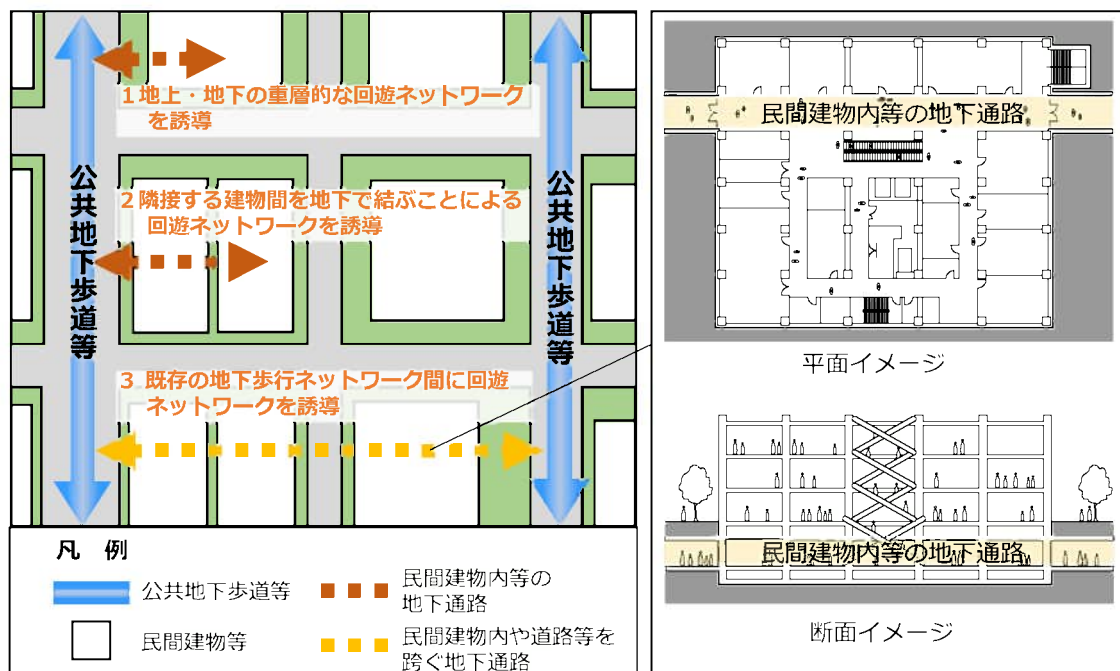 1 地上・地下の重層的な回遊ネットワーク
を誘導
公共地下歩道等
公共地下歩道等
2 隣接する建物間を地下で結ぶことによる
回遊ネットワークを誘導
3 既存の地下歩行ネットワーク間に回遊
ネットワークを誘導
凡 例
公共地下歩道等
民間建物等
民間建物内等の
地下通路
民間建物内や道路等を
跨ぐ地下通路
民間建物内等の地下通路
平面イメージ
民間建物内等の地下通路
断面イメージ